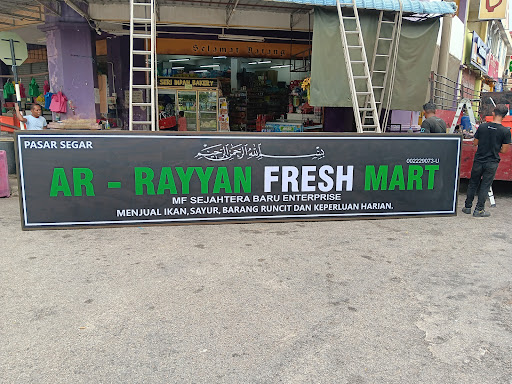 Selamat Datang
SERI INTAN BAKERY
PASAR SEGAR
بسم الله الرحمن الرحيم
002229073-U
AR - RAYYAN FRESH MART
MF SEJAHTERA BARU ENTERPRISE
MENJUAL IKAN,SAYUR, BARANG RUNCIT DAN KEPERLUAN HARIAN.